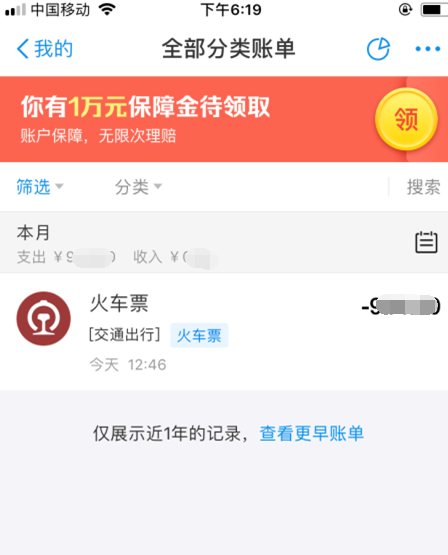 中国移动 下午6:19
我的 全部分类账单
你有1万元保障金待领取
账户保障，无限次理赔
领
筛选 分类 搜索
本月
支出 ￥9 0 收入 ￥0
火车票 -9 0
[交通出行] 火车票
今天 12:46
仅展示近1年的记录，查看更早账单